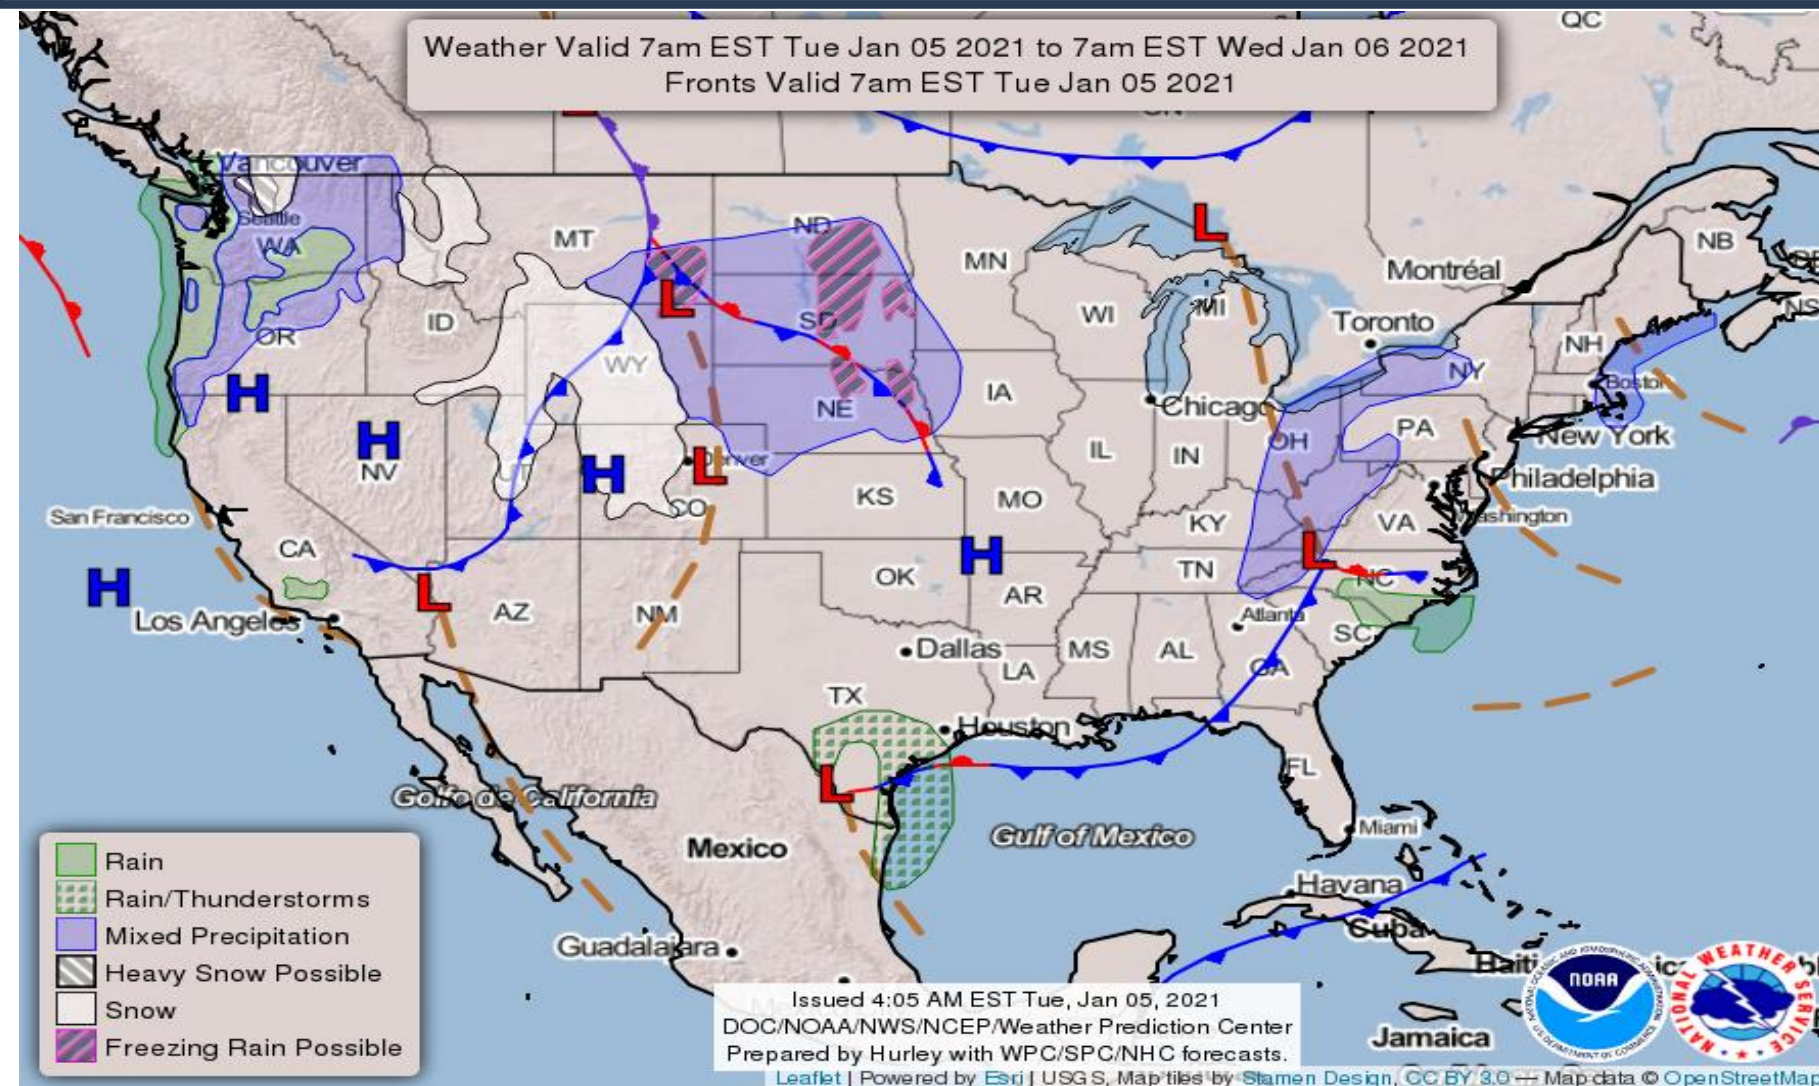 Weather Valid 7am EST Tue Jan 05 2021 to 7am EST Wed Jan 06 2021
Fronts Valid 7am EST Tue Jan 05 2021
QC
Vancouver
Seattle
WA
MT
ND
MN
NB
Montréal
NS
OR
ID
WY
SD
WI
MI
Toronto
NH
NY
Boston
L
H
NV
NE
IA
Chicago
OH
PA
New York
IL
IN
Denver
CO
KS
MO
KY
VA
Philadelphia
San Francisco
CA
OK
AR
TN
NC
Los Angeles
AZ
NM
Atlanta
SC
Dallas
MS
AL
GA
LA
TX
Houston
FL
Golfo de California
Mexico
Gulf of Mexico
Miami
Havana
Cuba
Guadalajara
Haiti
Jamaica
Rain
Rain/Thunderstorms
Mixed Precipitation
Heavy Snow Possible
Snow
Freezing Rain Possible
Issued 4:05 AM EST Tue, Jan 05, 2021
DOC/NOAA/NWS/NCEP/Weather Prediction Center
Prepared by Hurley with WPC/SPC/NHC forecasts.
Leaflet | Powered by Esri | USGS, Map tiles by Stamen Design, CC BY 3.0 — Map data © OpenStreetMap
NOAA
NATIONAL WEATHER SERVICE